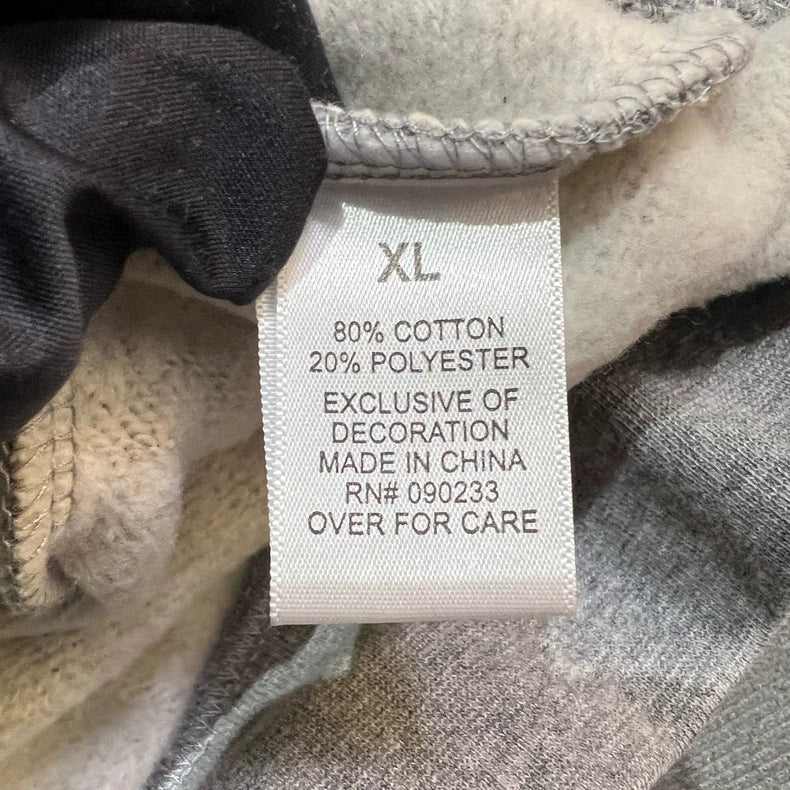 XL
80% COTTON
20% POLYESTER
EXCLUSIVE OF
DECORATION
MADE IN CHINA
RN# 090233
OVER FOR CARE